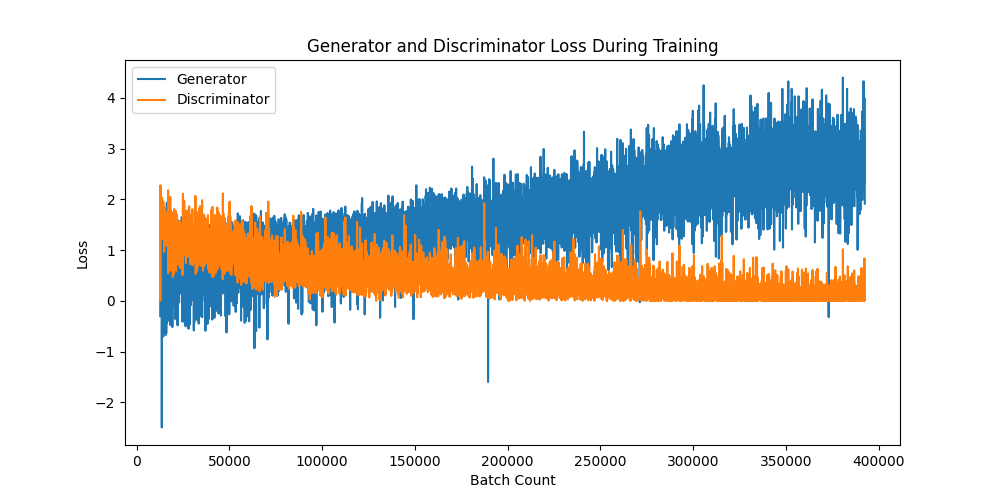 Generator and Discriminator Loss During Training
Generator
Discriminator
Loss
4
3
2
1
0
−1
−2
0 50000 100000 150000 200000 250000 300000 350000 400000
Batch Count